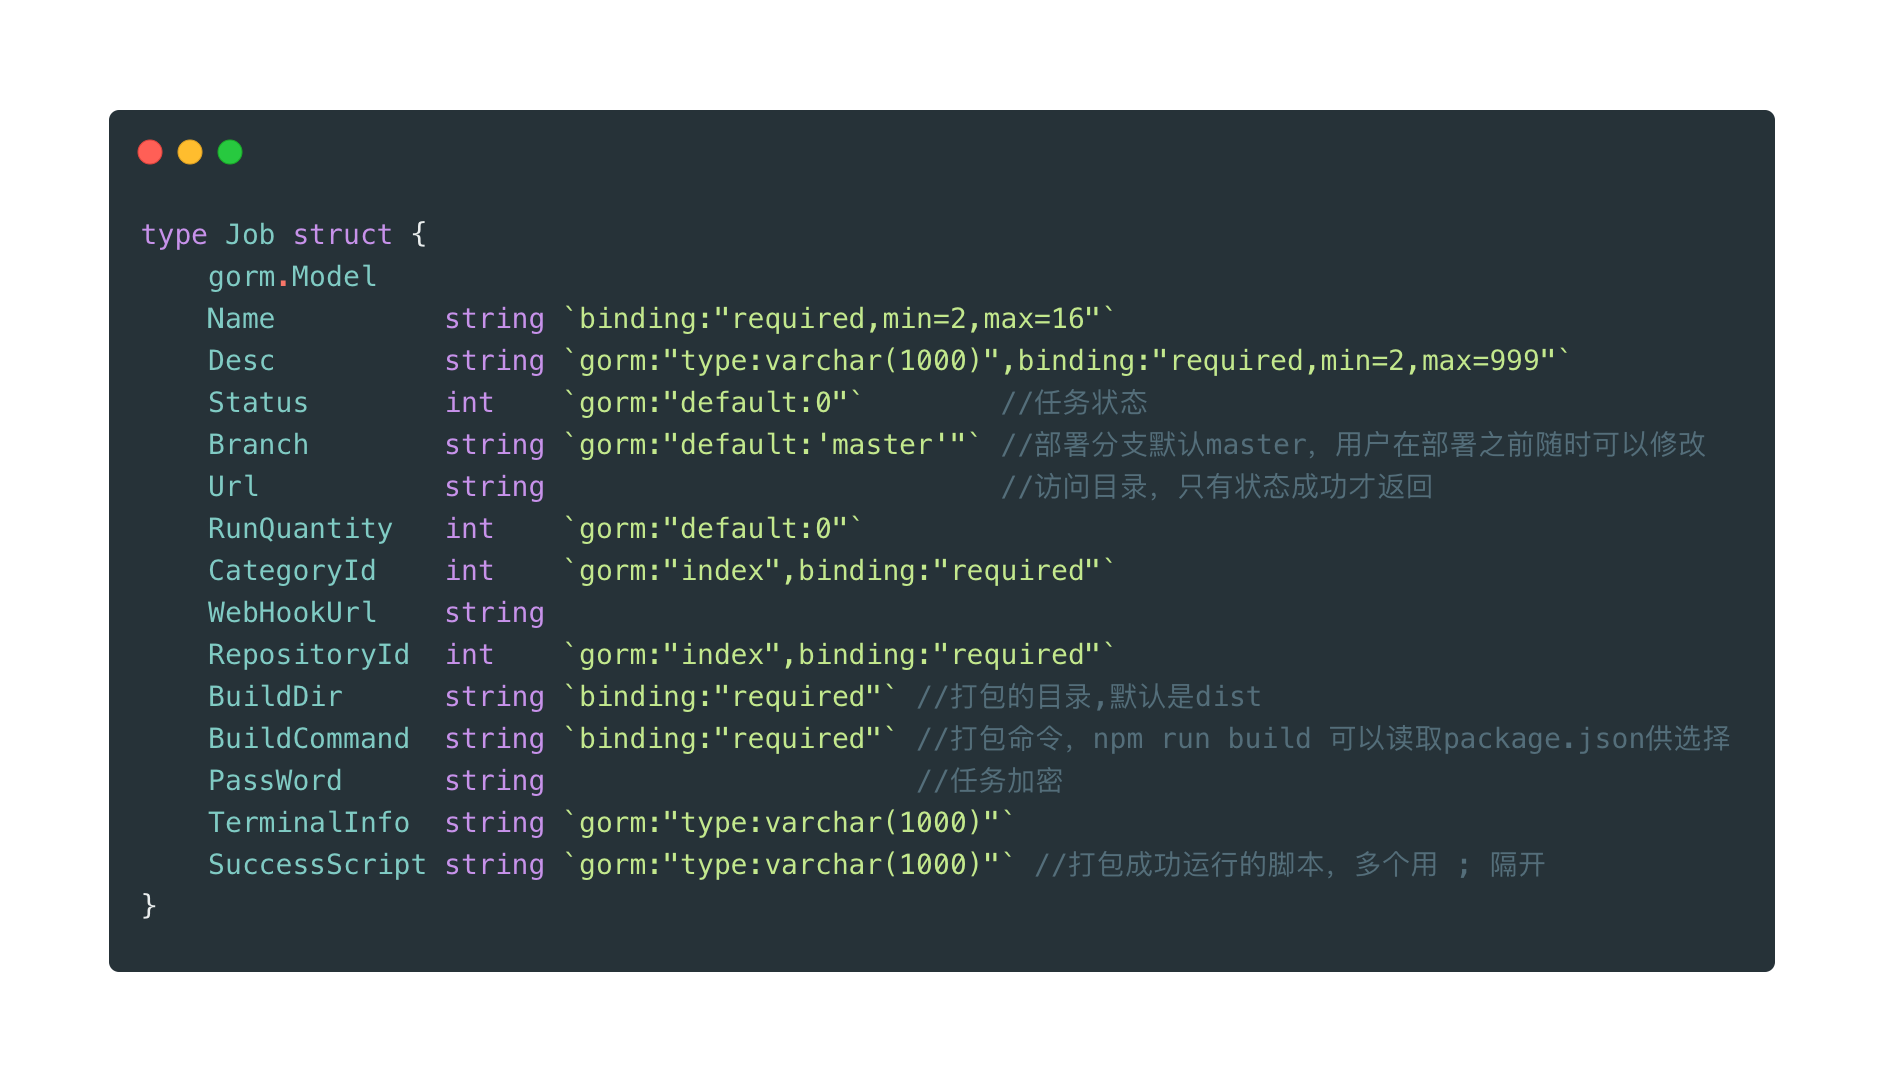 type Job struct {
    gorm.Model
    Name          string `binding:"required,min=2,max=16"`
    Desc          string `gorm:"type:varchar(1000)",binding:"required,min=2,max=999"`
    Status        int    `gorm:"default:0"`        //任务状态
    Branch        string `gorm:"default:'master'"` //部署分支默认master，用户在部署之前随时可以修改
    Url           string                           //访问目录，只有状态成功才返回
    RunQuantity   int    `gorm:"default:0"`
    CategoryId    int    `gorm:"index",binding:"required"`
    WebHookUrl    string
    RepositoryId  int    `gorm:"index",binding:"required"`
    BuildDir      string `binding:"required"` //打包的目录,默认是dist
    BuildCommand  string `binding:"required"` //打包命令，npm run build 可以读取package.json供选择
    PassWord      string                      //任务加密
    TerminalInfo  string `gorm:"type:varchar(1000)"`
    SuccessScript string `gorm:"type:varchar(1000)"` //打包成功运行的脚本，多个用 ; 隔开
}